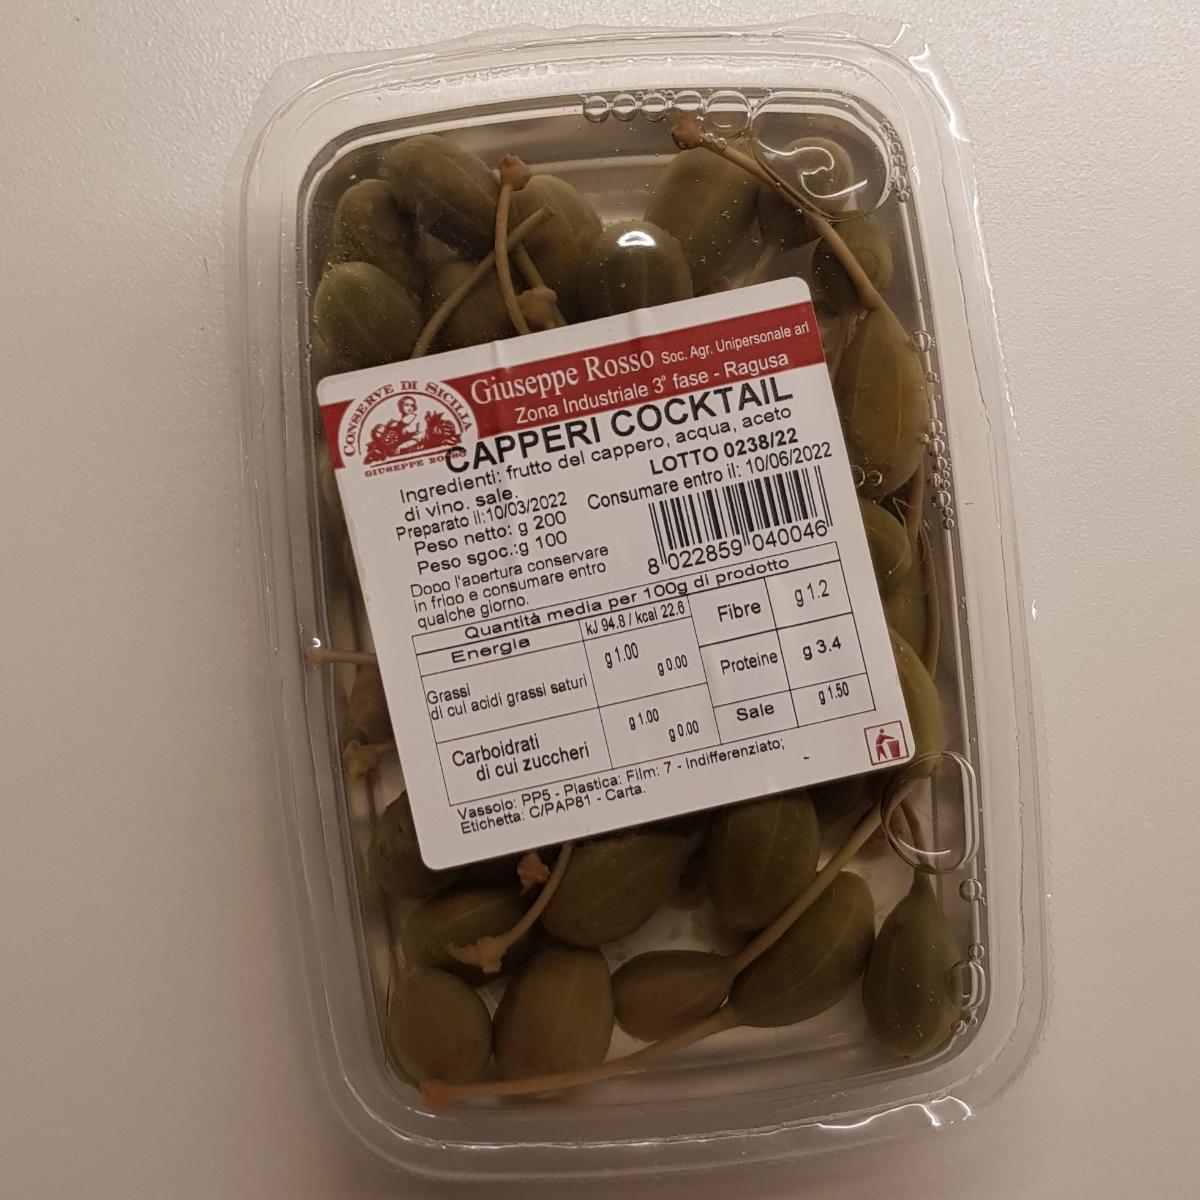 CONSERVE DI SICILIA
GIUSEPPE ROSSO
Giuseppe Rosso Soc. Agr. Unipersonale arl
Zona Industriale 3ª fase - Ragusa
CAPPERI COCKTAIL
Ingredienti: frutto del cappero, acqua, aceto
di vino, sale.
LOTTO 0238/22
Preparato il:10/03/2022
Consumare entro il: 10/06/2022
Peso netto: g 200
Peso sgoc.:g 100
8 022859 040046
Dopo l'apertura conservare
in frigo e consumare entro
qualche giorno.
Quantità media per 100g di prodotto
Energia kJ 94.8 / kcal 22.6
Grassi g 1.00
di cui acidi grassi saturi g 0.00
Carboidrati g 1.00
di cui zuccheri g 0.00
Fibre g 1.2
Proteine g 3.4
Sale g 1.50
Vassoio: PP5 - Plastica; Film: 7 - Indifferenziato;
Etichetta: C/PAP81 - Carta.